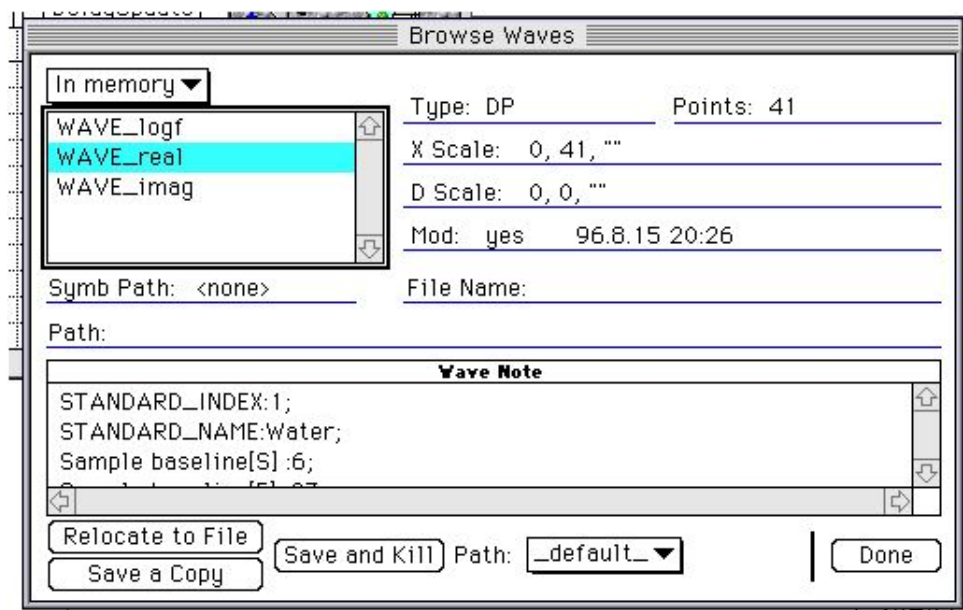 Browse Waves
In memory
WAVE_logf
WAVE_real
WAVE_imag
Type: DP
Points: 41
X Scale: 0, 41, ""
D Scale: 0, 0, ""
Mod: yes 96.8.15 20:26
Symb Path: <none>
File Name:
Path:
Wave Note
STANDARD_INDEX:1;
STANDARD_NAME:Water;
Sample baseline[S] :6;
Relocate to File
Save a Copy
Save and Kill
Path: _default_
Done